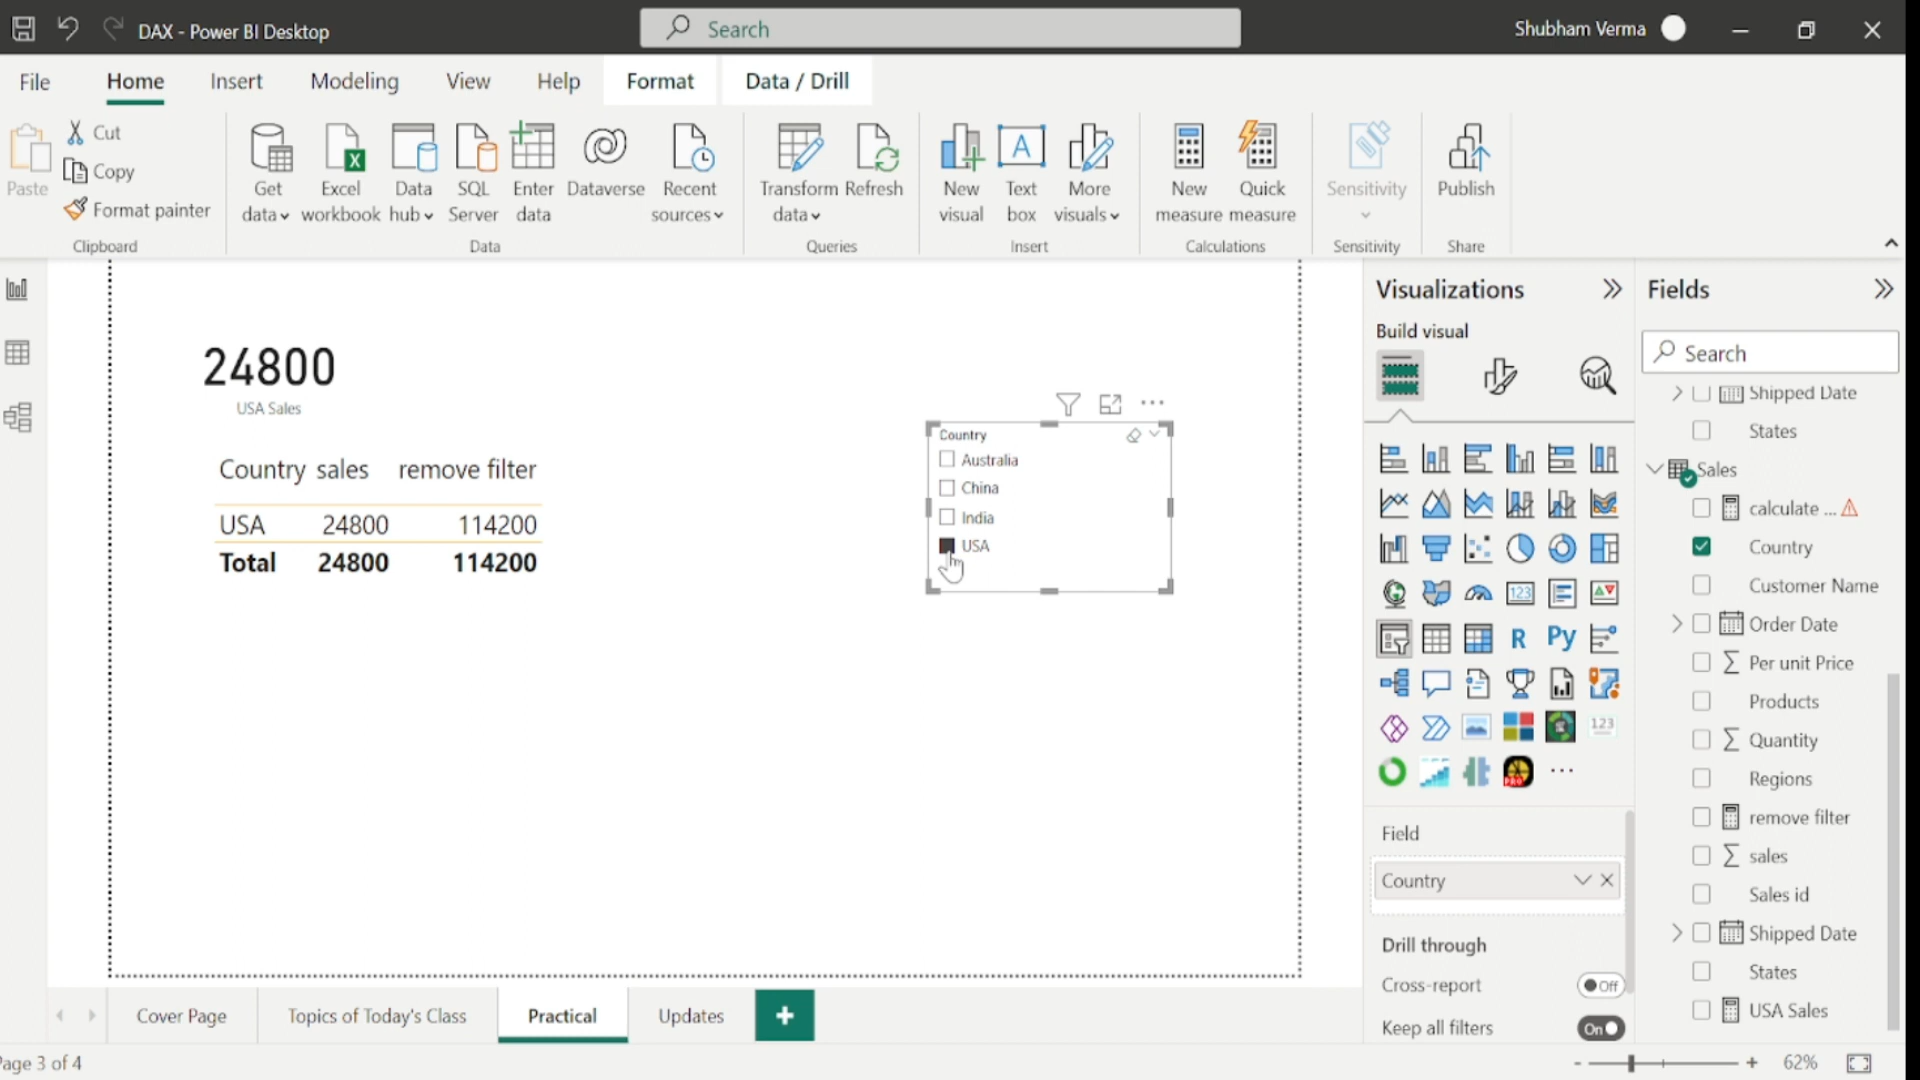 DAX - Power BI Desktop
Search
Shubham Verma
File
Home
Insert
Modeling
View
Help
Format
Data / Drill
Paste
Cut
Copy
Format painter
Clipboard
Get
data
Excel
workbook
Data
hub
SQL
Server
Enter
data
Dataverse
Recent
sources
Data
Transform
data
Refresh
Queries
New
visual
Text
box
More
visuals
Insert
New
measure
Quick
measure
Calculations
Sensitivity
Sensitivity
Publish
Share
24800
USA Sales
Country sales remove filter
USA 24800 114200
Total 24800 114200
Country
Australia
China
India
USA
Visualizations
Build visual
R
Py
123
123
PRO
Field
Country
Drill through
Cross-report
Off
Keep all filters
On
Fields
Search
Shipped Date
States
Sales
calculate ...
Country
Customer Name
Order Date
Per unit Price
Products
Quantity
Regions
remove filter
sales
Sales id
Shipped Date
States
USA Sales
Cover Page
Topics of Today's Class
Practical
Updates
+
Page 3 of 4
- + 62%